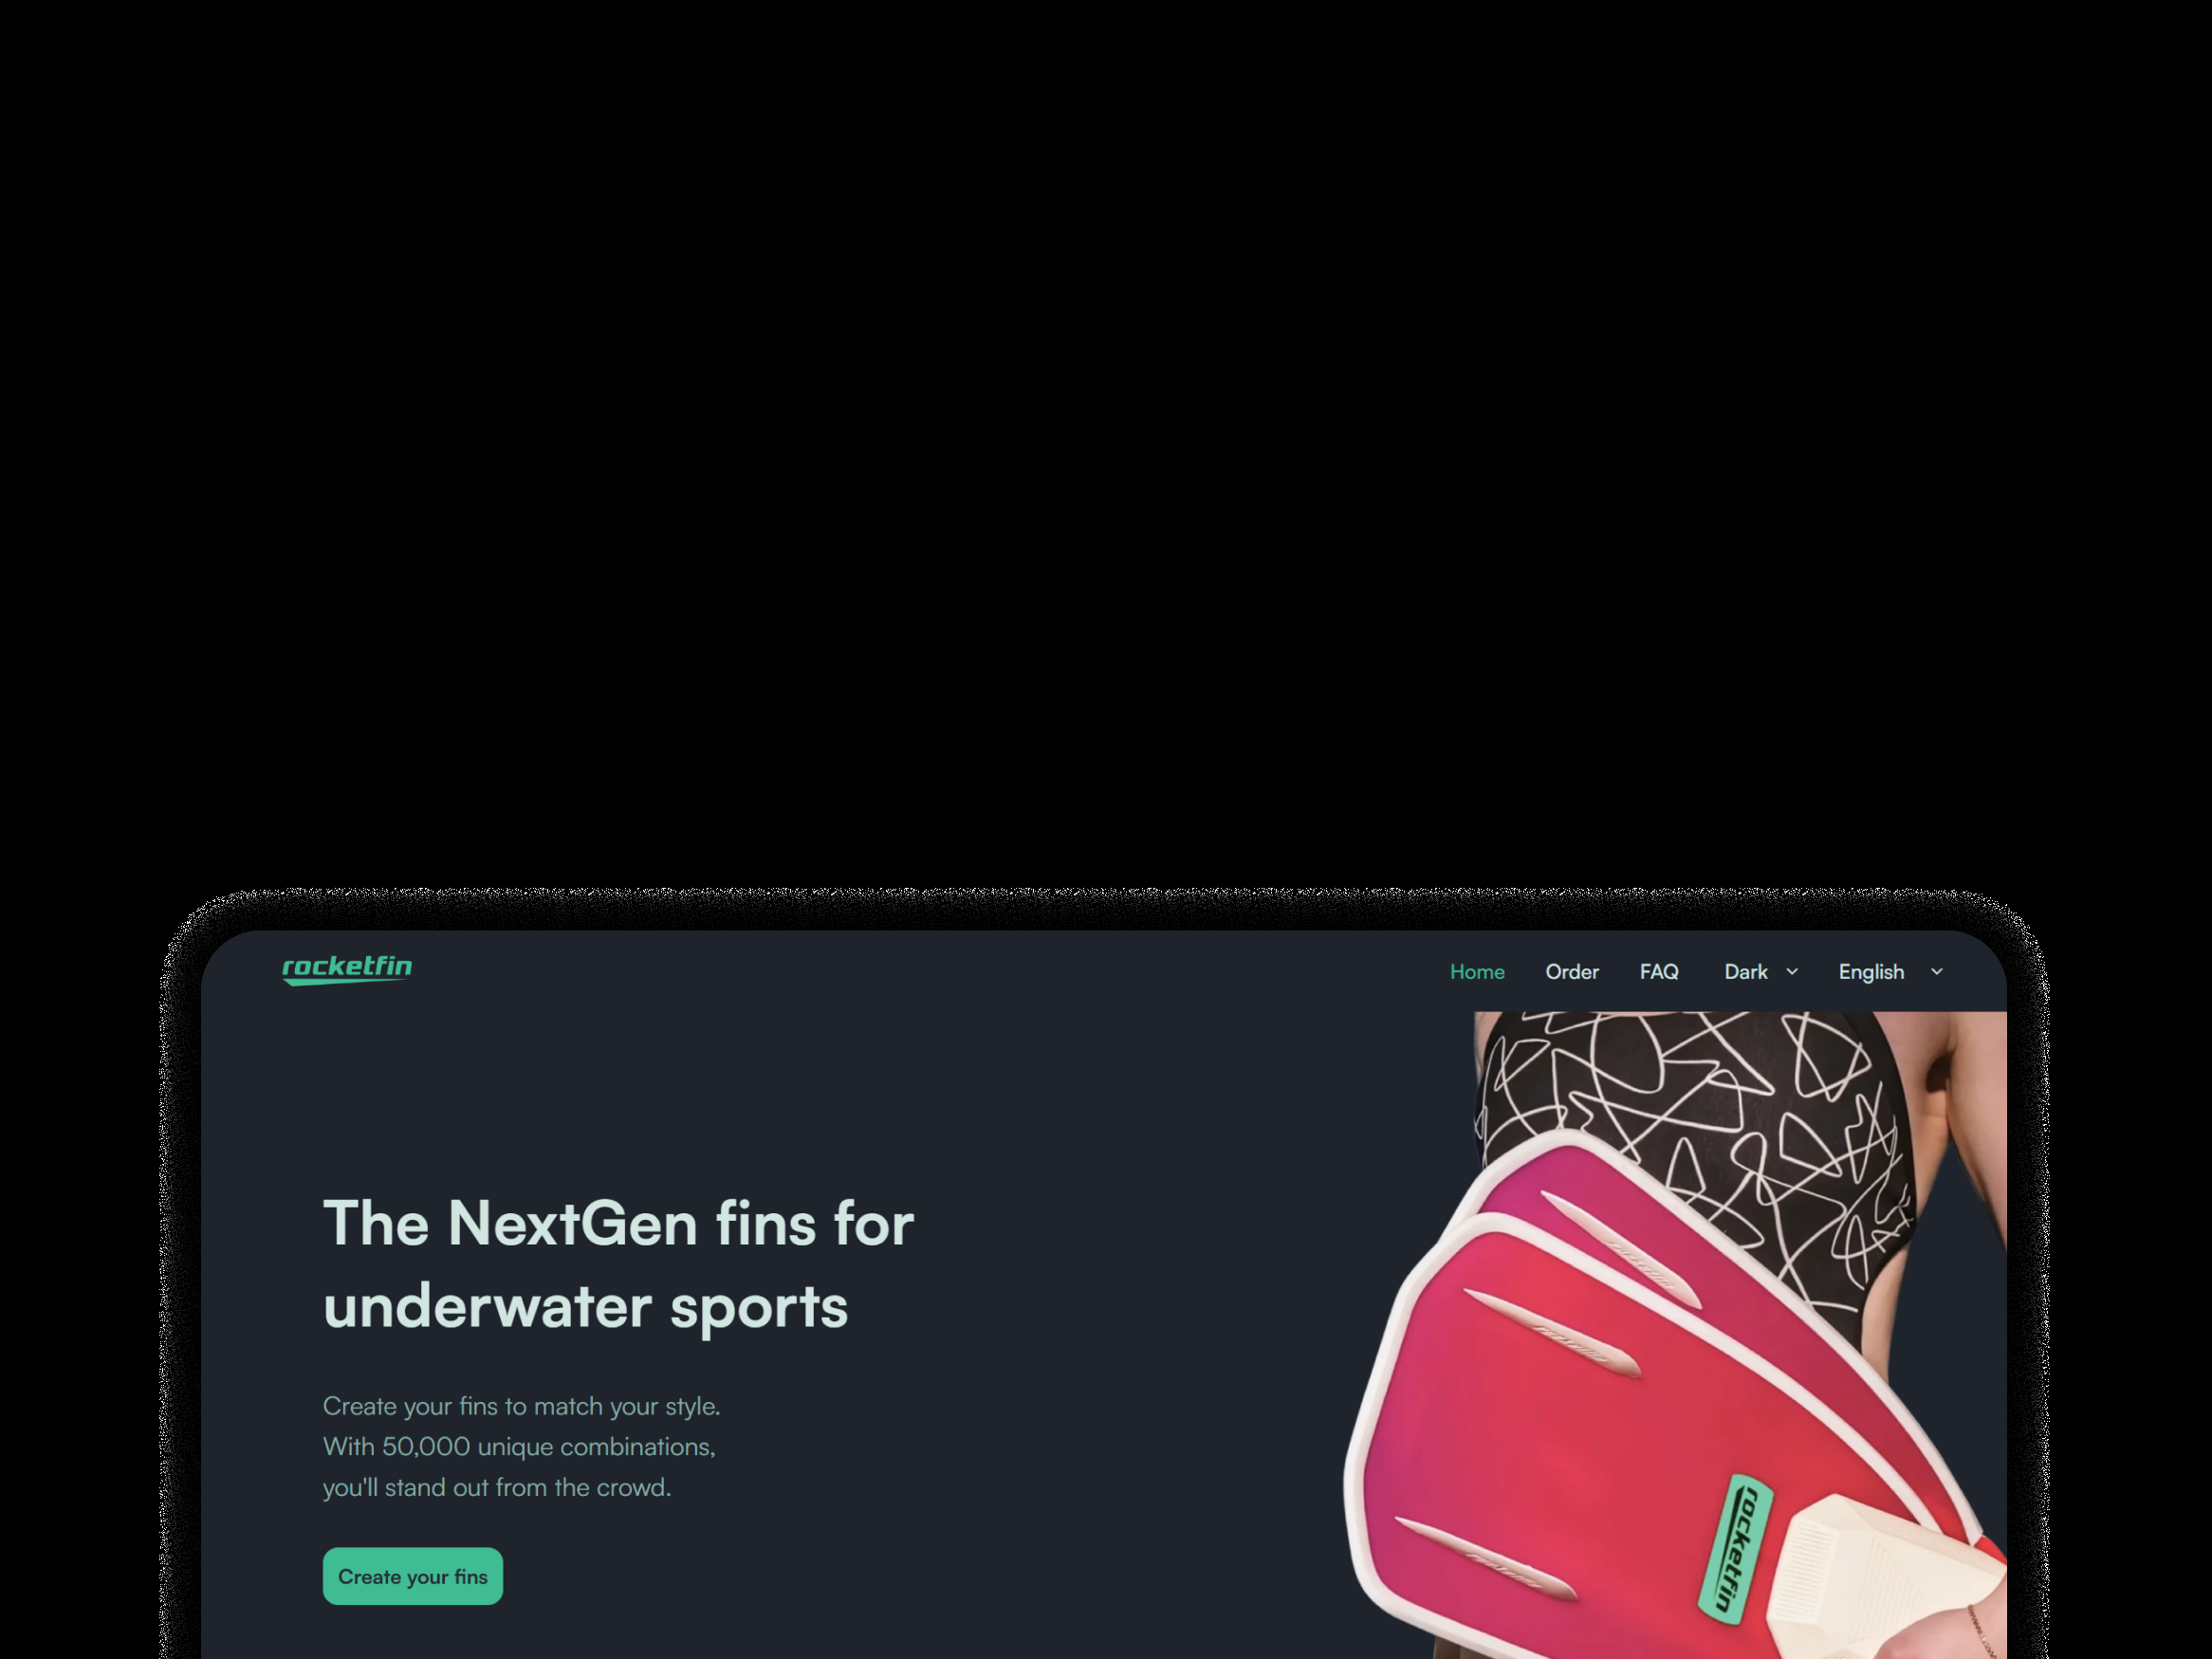 rocketfin
Home Order FAQ Dark English
The NextGen fins for
underwater sports
Create your fins to match your style.
With 50,000 unique combinations,
you'll stand out from the crowd.
Create your fins
rocketfin